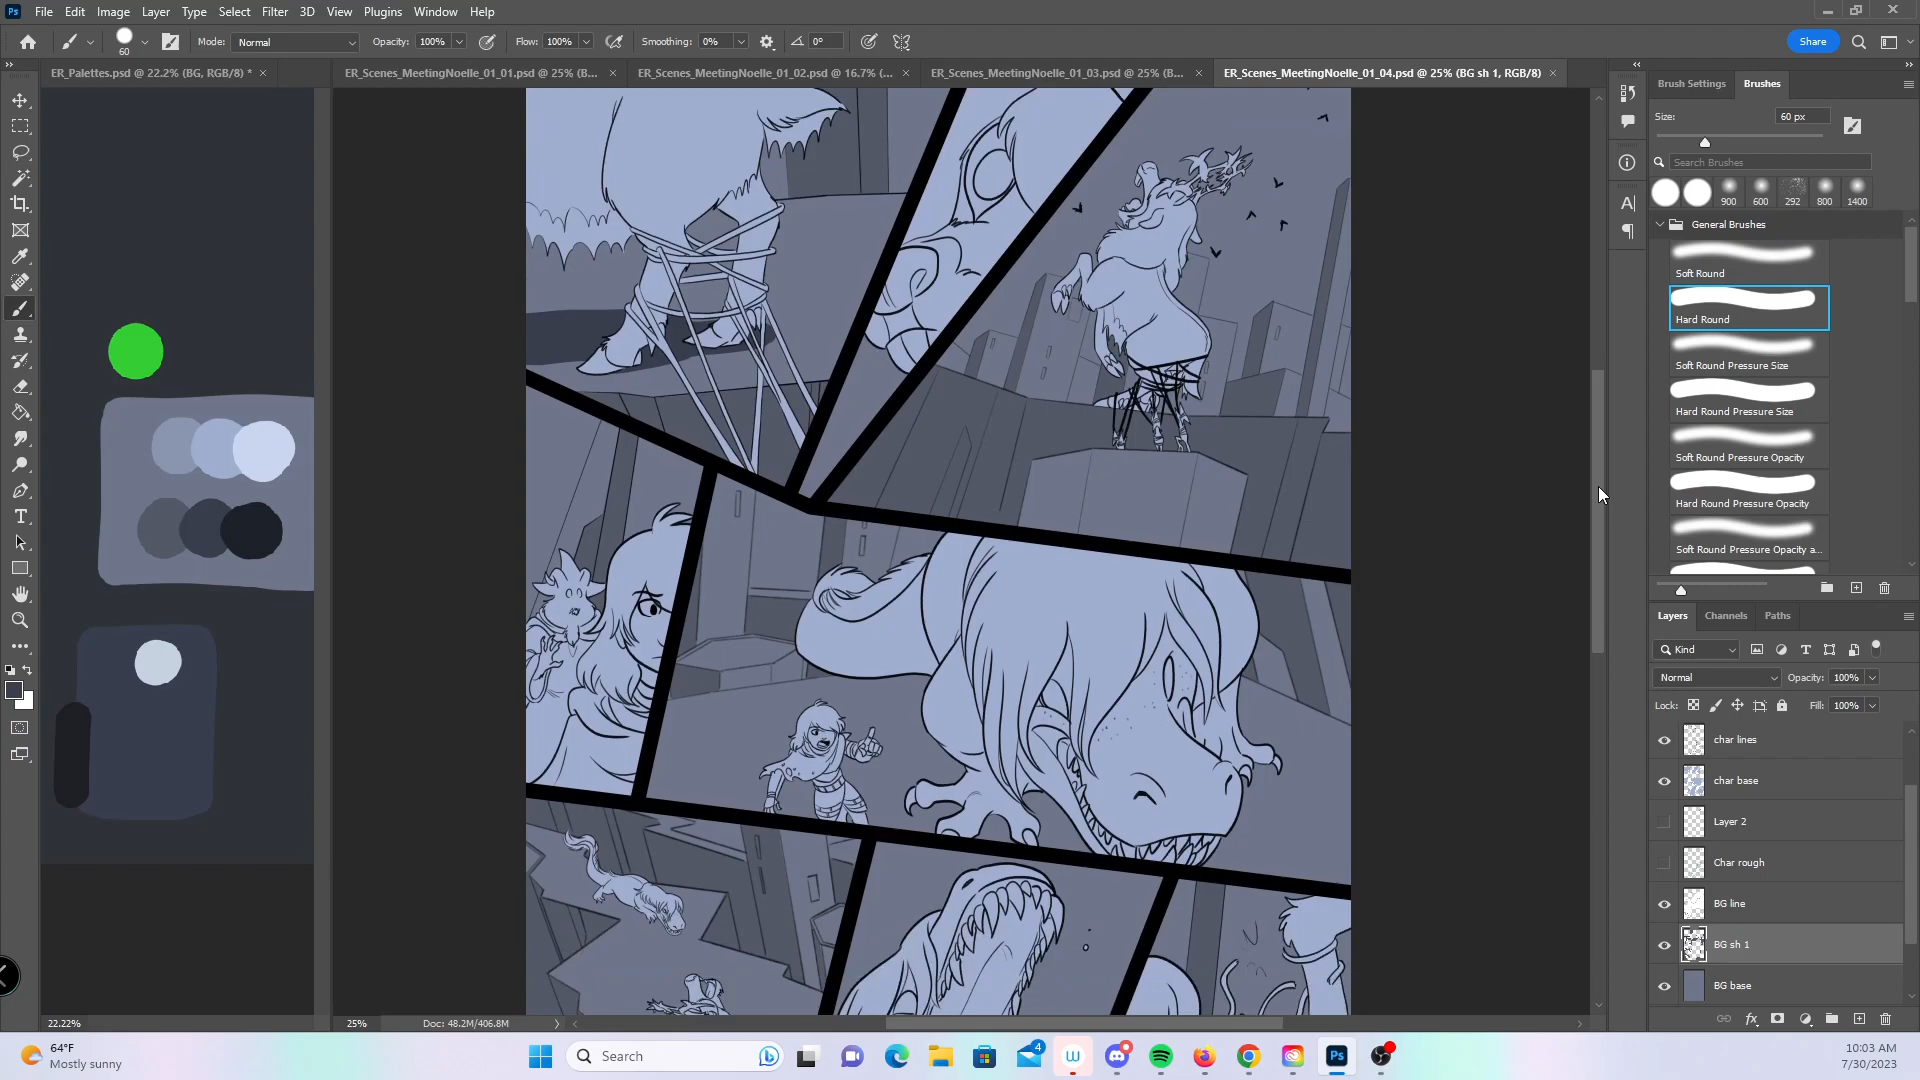 Ps File Edit Image Layer Type Select Filter 3D View Plugins Window Help
60 Mode: Normal Opacity: 100% Flow: 100% Smoothing: 0% 0° Share
ER_Palettes.psd @ 22.2% (BG, RGB/8) * × ER_Scenes_MeetingNoelle_01_01.psd @ 25% (B... × ER_Scenes_MeetingNoelle_01_02.psd @ 16.7% (... × ER_Scenes_MeetingNoelle_01_03.psd @ 25% (B... × ER_Scenes_MeetingNoelle_01_04.psd @ 25% (BG sh 1, RGB/8) ×
Brush Settings Brushes
Size: 60 px
Search Brushes
900 600 292 800 1400
General Brushes
Soft Round
Hard Round
Soft Round Pressure Size
Hard Round Pressure Size
Soft Round Pressure Opacity
Hard Round Pressure Opacity
Soft Round Pressure Opacity a...
Layers Channels Paths
Kind
Normal Opacity: 100%
Lock: Fill: 100%
char lines
char base
Layer 2
Char rough
BG line
BG sh 1
BG base
22.22% 25% Doc: 48.2M/406.8M
64°F
Mostly sunny
Search
4
Ps
10:03 AM
7/30/2023